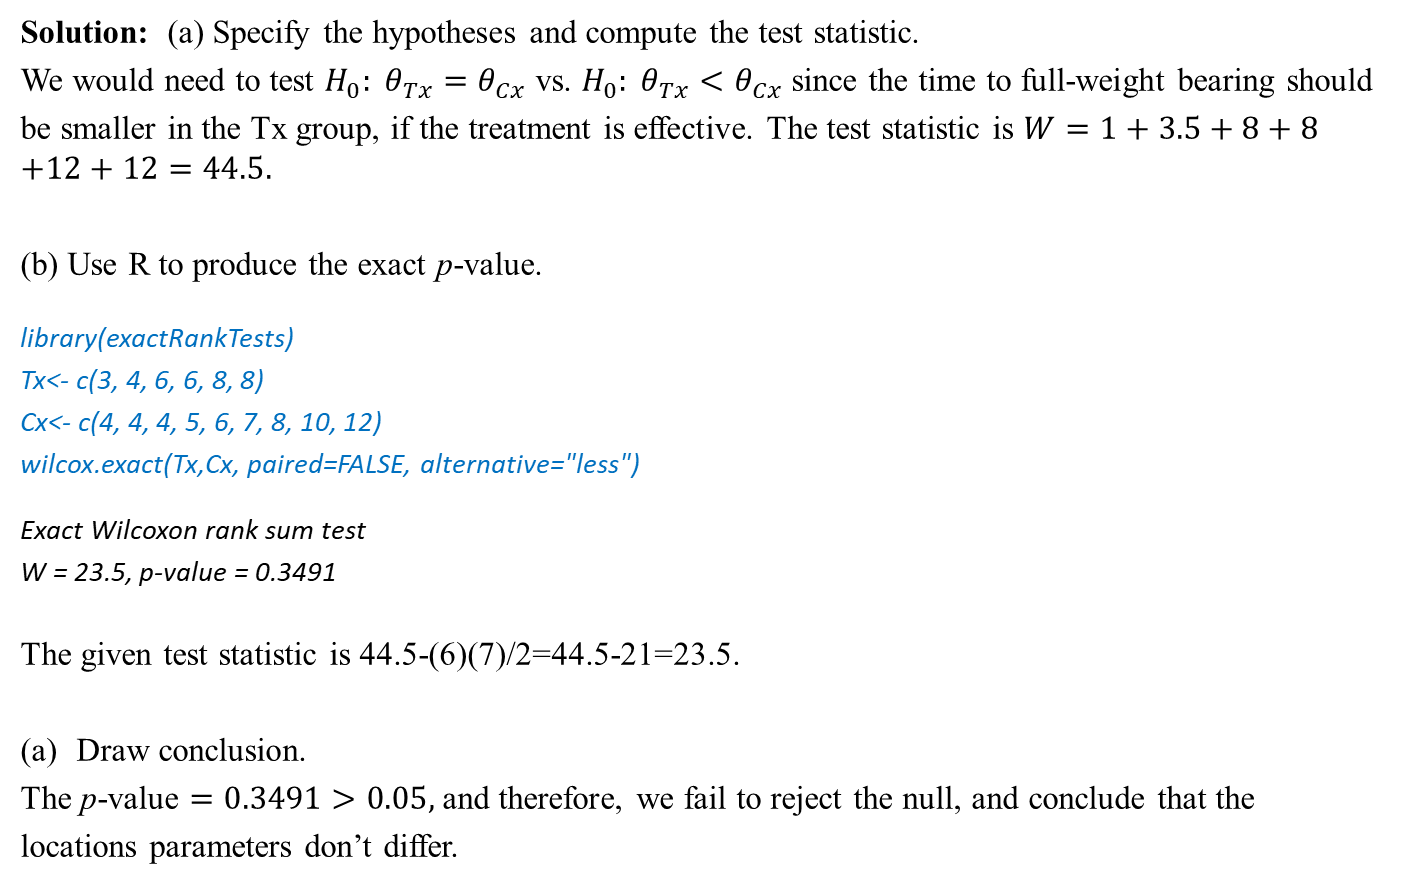 Solution: (a) Specify the hypotheses and compute the test statistic.
We would need to test H₀: θ_Tx = θ_Cx vs. H₀: θ_Tx < θ_Cx since the time to full-weight bearing should
be smaller in the Tx group, if the treatment is effective. The test statistic is W = 1 + 3.5 + 8 + 8
+12 + 12 = 44.5.
(b) Use R to produce the exact p-value.
library(exactRankTests)
Tx<- c(3, 4, 6, 6, 8, 8)
Cx<- c(4, 4, 4, 5, 6, 7, 8, 10, 12)
wilcox.exact(Tx,Cx, paired=FALSE, alternative="less")
Exact Wilcoxon rank sum test
W = 23.5, p-value = 0.3491
The given test statistic is 44.5-(6)(7)/2=44.5-21=23.5.
(a) Draw conclusion.
The p-value = 0.3491 > 0.05, and therefore, we fail to reject the null, and conclude that the
locations parameters don’t differ.